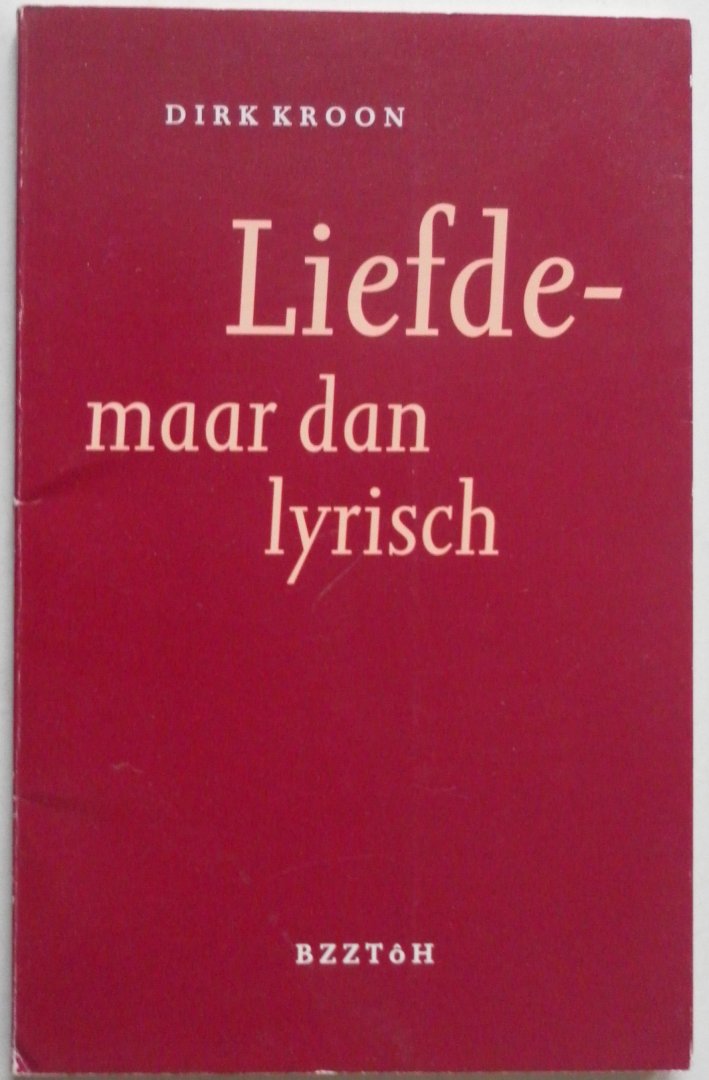 DIRK KROON
Liefde-
maar dan
lyrisch
BZZTôH